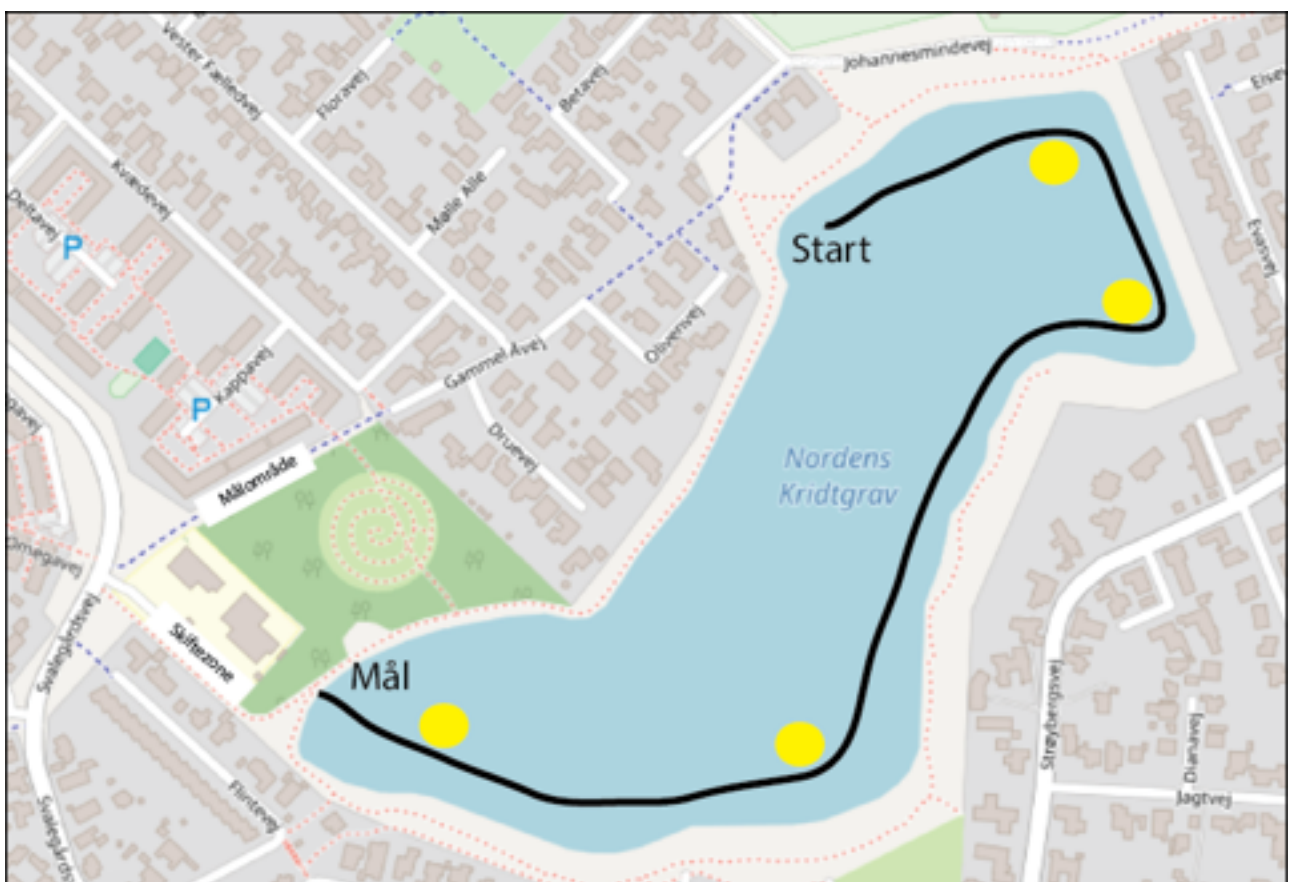 Vester Fælledvej
Floravej
Betavej
Johannesmindevej
Kvædevej
Mølle Alle
Deltavej
P
Start
Evasvej
Olivenvej
Gammel Åvej
Kappavej
P
Druevej
Nordens
Kridtgrav
Målområde
Omegavej
Skiftezone
Svalegårdsvej
Mål
Strøybergsvej
Dianavej
Jagtvej
Flintevej